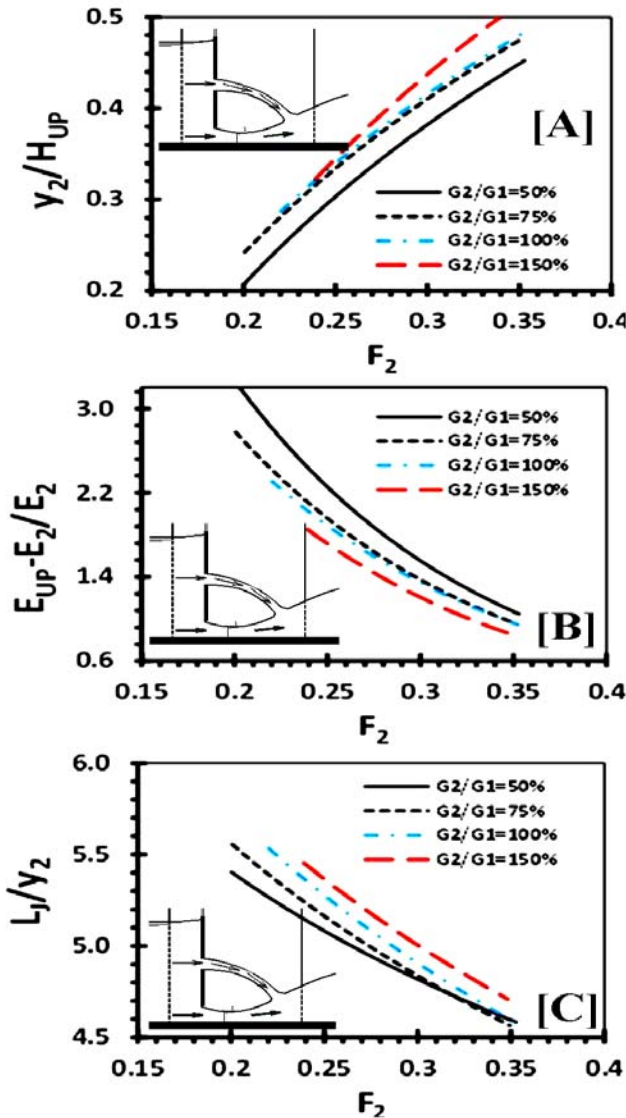 0.5
0.4
0.3
0.2
y₂/H_UP
[A]
G2/G1=50%
G2/G1=75%
G2/G1=100%
G2/G1=150%
0.15 0.2 0.25 0.3 0.35 0.4
F₂
3.0
2.2
1.4
0.6
E_UP-E₂/E₂
G2/G1=50%
G2/G1=75%
G2/G1=100%
G2/G1=150%
[B]
0.15 0.2 0.25 0.3 0.35 0.4
F₂
6.0
5.5
5.0
4.5
L_J/y₂
G2/G1=50%
G2/G1=75%
G2/G1=100%
G2/G1=150%
[C]
0.15 0.2 0.25 0.3 0.35 0.4
F₂